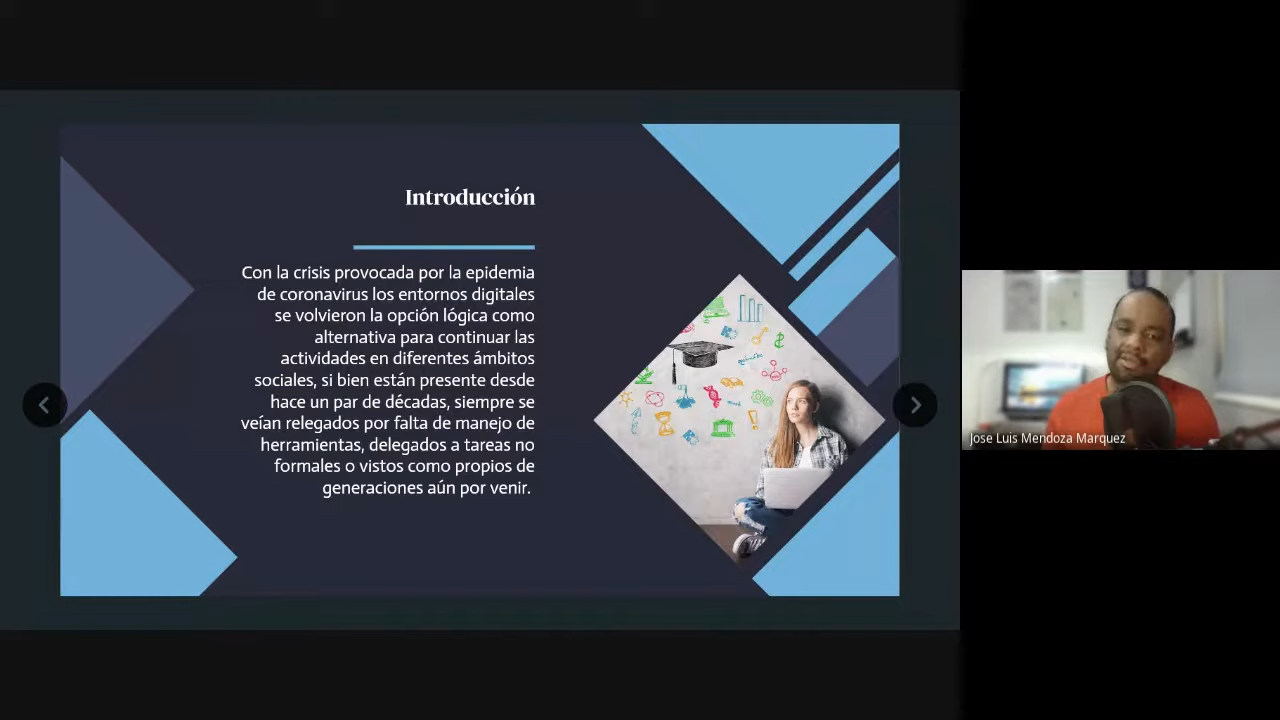 Introducción
Con la crisis provocada por la epidemia
de coronavirus los entornos digitales
se volvieron la opción lógica como
alternativa para continuar las
actividades en diferentes ámbitos
sociales, si bien están presente desde
hace un par de décadas, siempre se
veían relegados por falta de manejo de
herramientas, delegados a tareas no
formales o vistos como propios de
generaciones aún por venir.
Jose Luis Mendoza Marquez